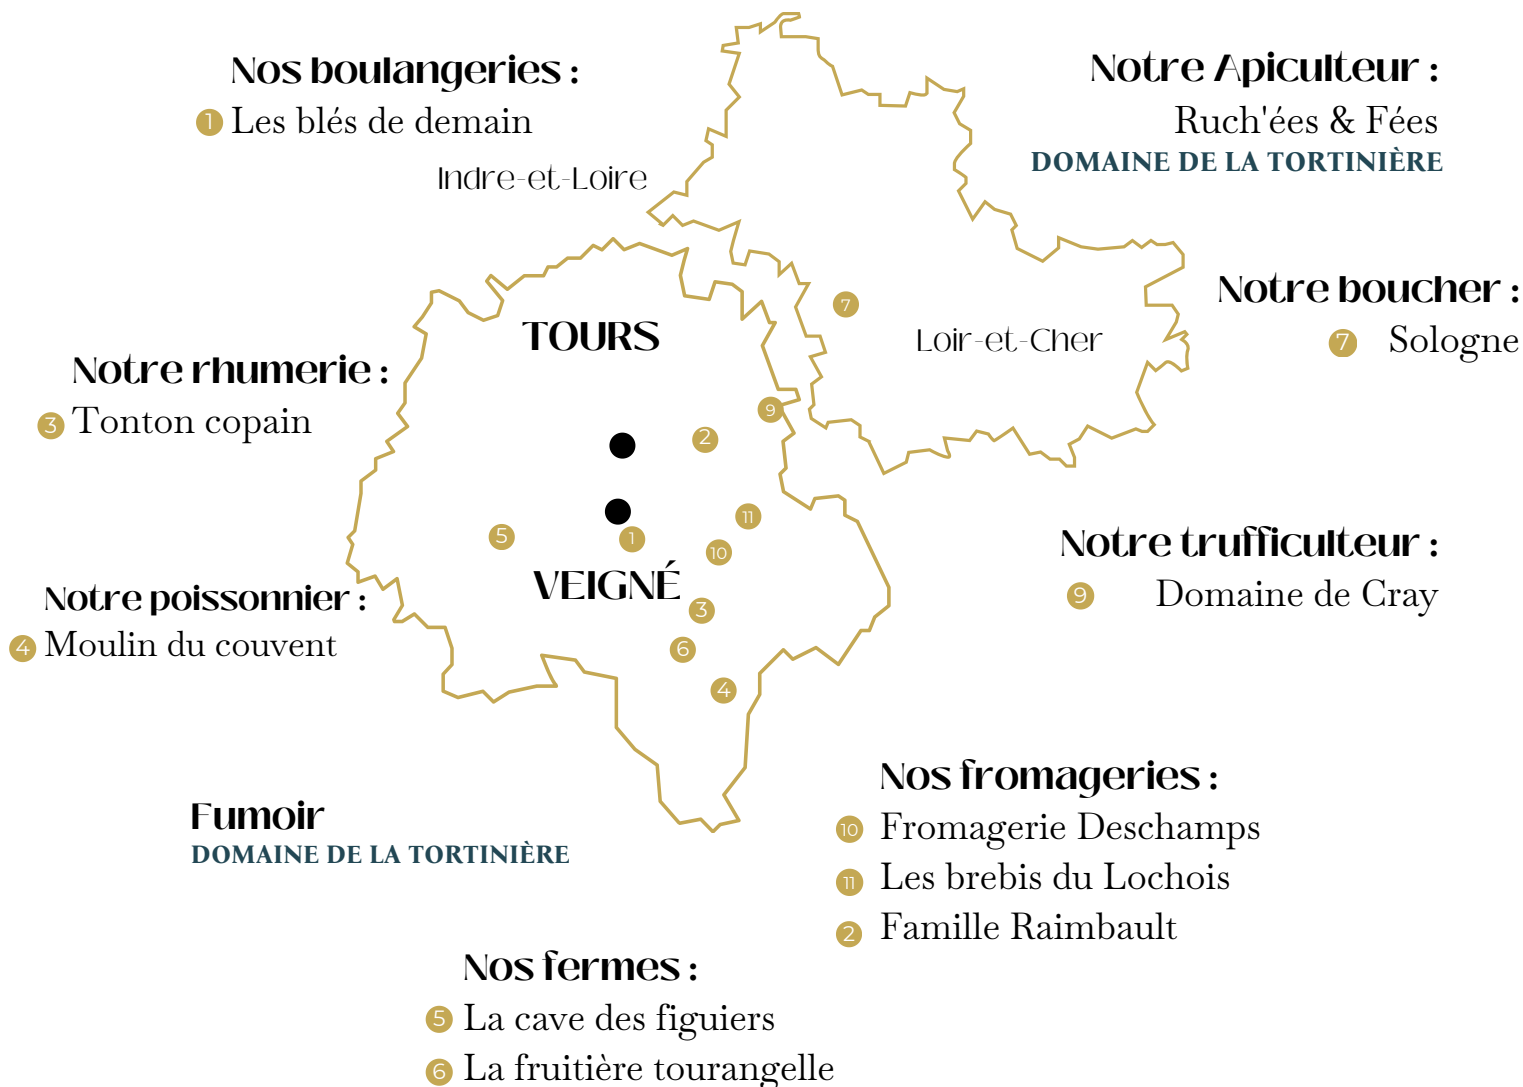 Nos boulangeries :
1 Les blés de demain
Notre Apiculteur :
Ruch'ées & Fées
DOMAINE DE LA TORTINIÈRE
Indre-et-Loire
Notre boucher :
7 Sologne
7
Loir-et-Cher
TOURS
Notre rhumerie :
3 Tonton copain
9
2
11
5
1
10
VEIGNÉ
3
6
4
Notre trufficulteur :
9 Domaine de Cray
Notre poissonnier :
4 Moulin du couvent
Nos fromageries :
10 Fromagerie Deschamps
11 Les brebis du Lochois
2 Famille Raimbault
Fumoir
DOMAINE DE LA TORTINIÈRE
Nos fermes :
5 La cave des figuiers
6 La fruitière tourangelle